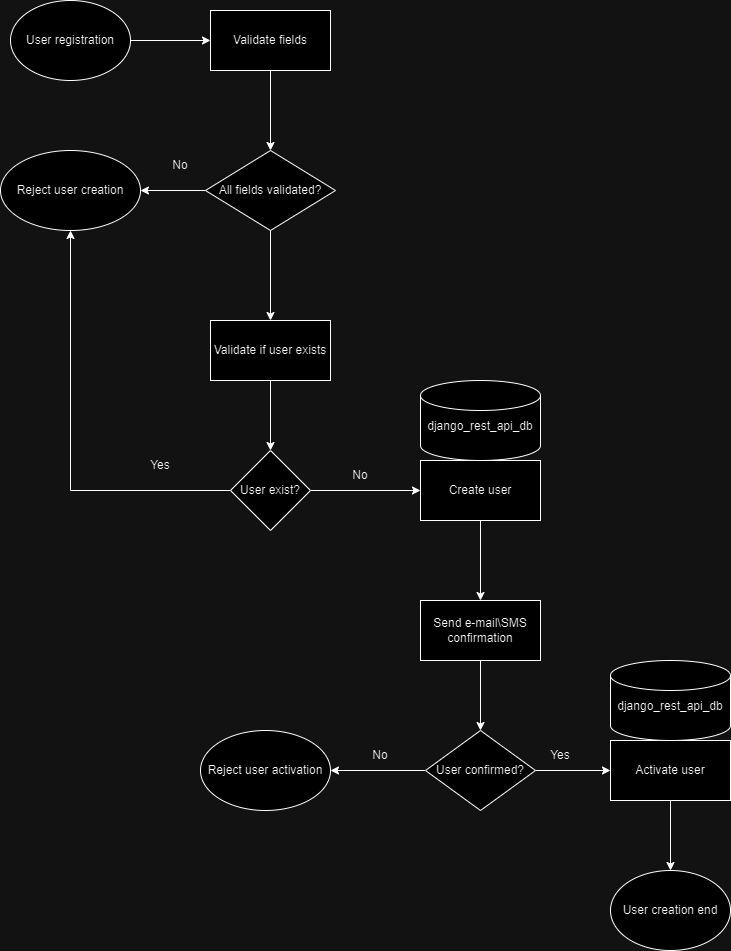 User registration
Validate fields
No
Reject user creation
All fields validated?
Validate if user exists
django_rest_api_db
Yes
No
User exist?
Create user
Send e-mail\SMS
confirmation
django_rest_api_db
No
Yes
Reject user activation
User confirmed?
Activate user
User creation end